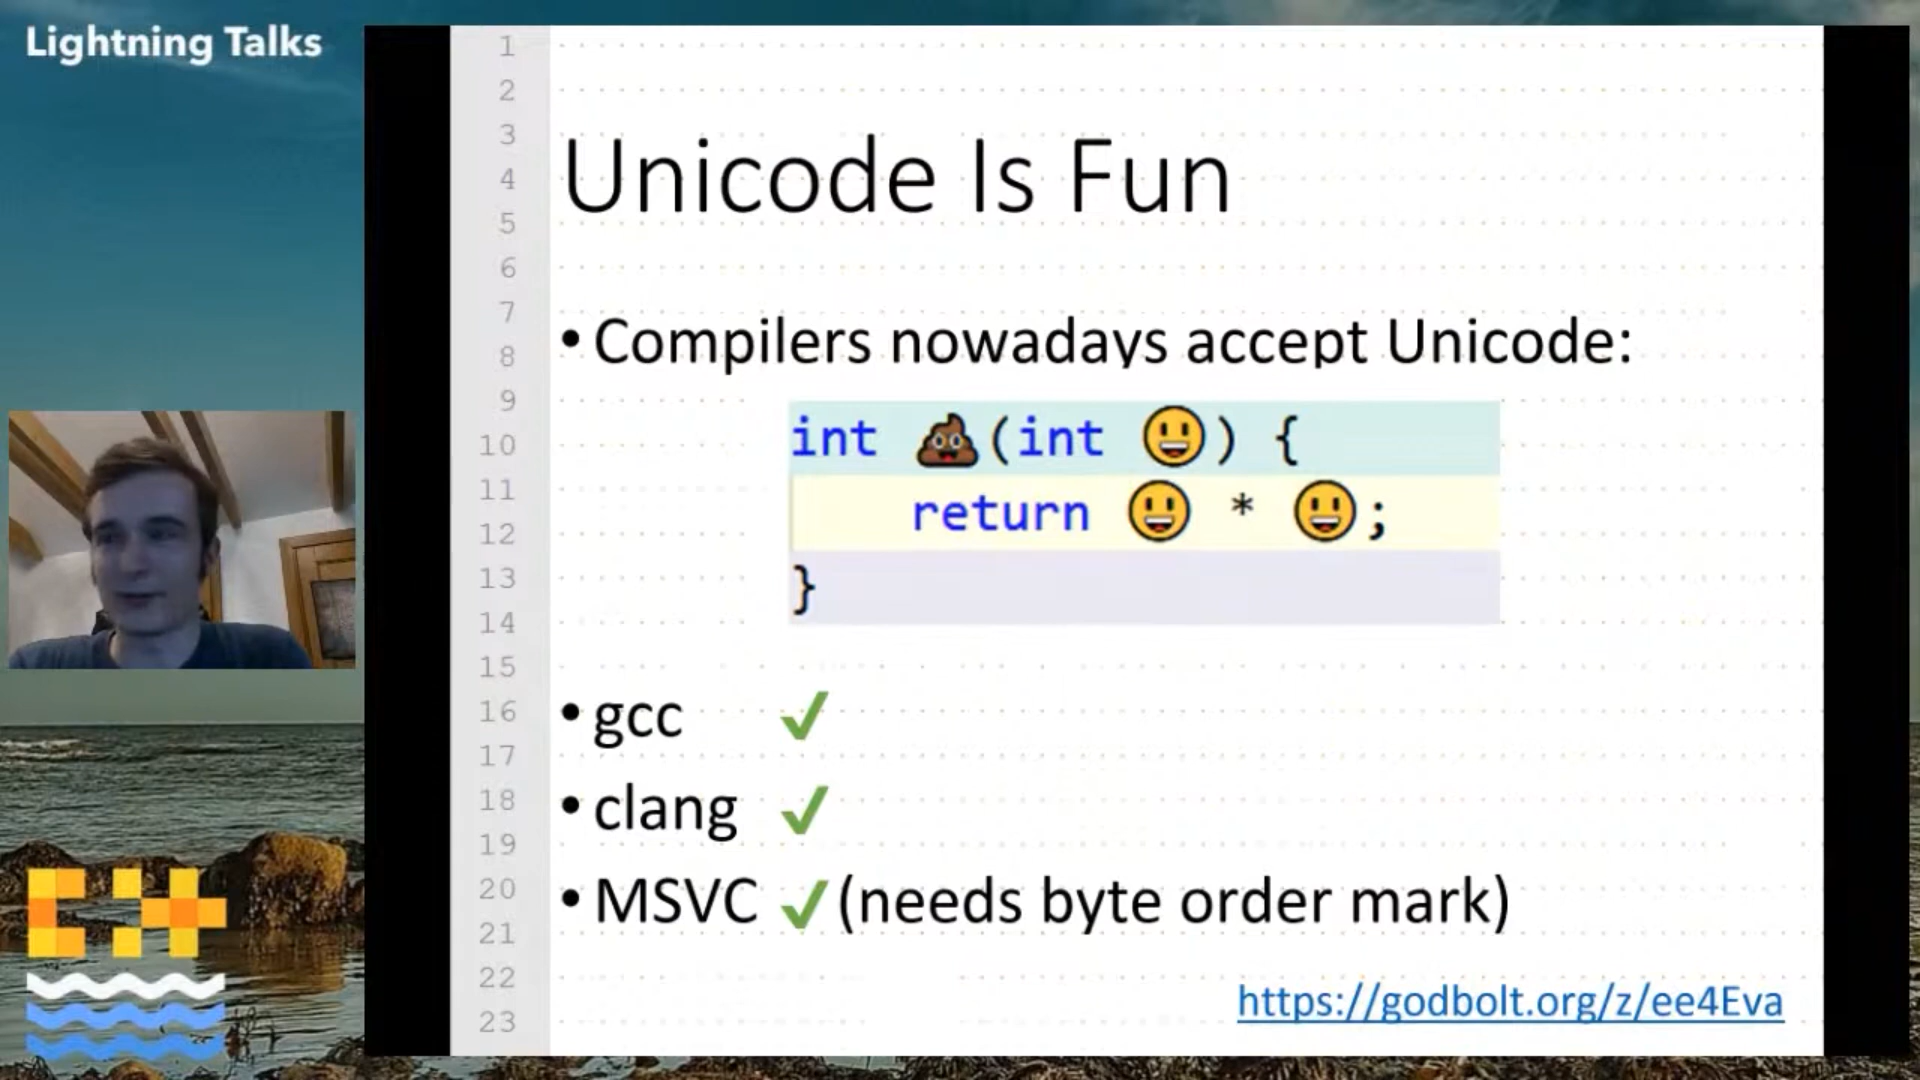 Lightning Talks
1
2
3
4
5
6
7
8
9
10
11
12
13
14
15
16
17
18
19
20
21
22
23
Unicode Is Fun
• Compilers nowadays accept Unicode:
int 💩(int 😃) {
return 😃 * 😃;
}
• gcc ✔
• clang ✔
• MSVC ✔ (needs byte order mark)
https://godbolt.org/z/ee4Eva
C++